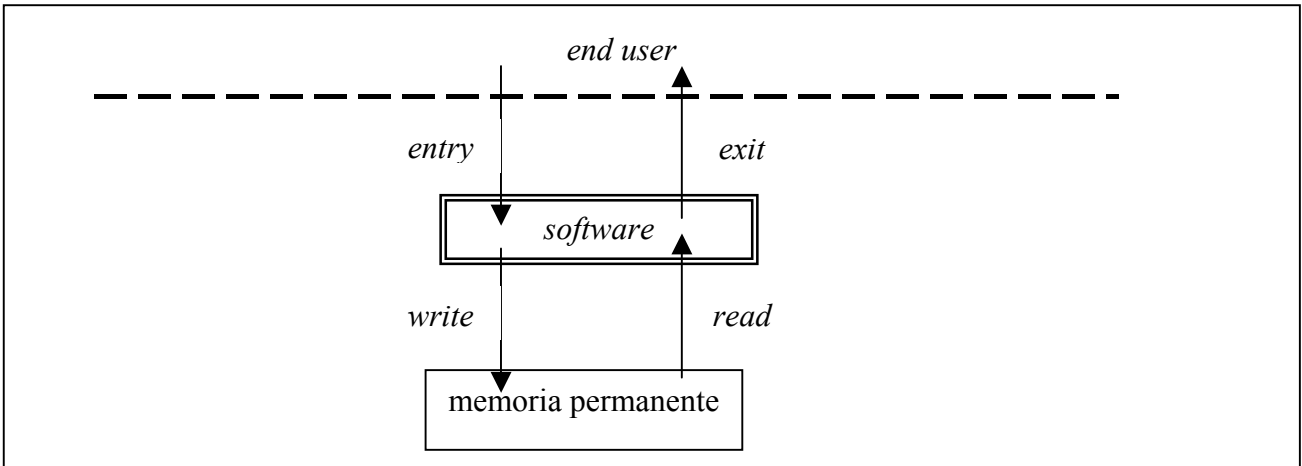 end user
entry
exit
software
write
read
memoria permanente